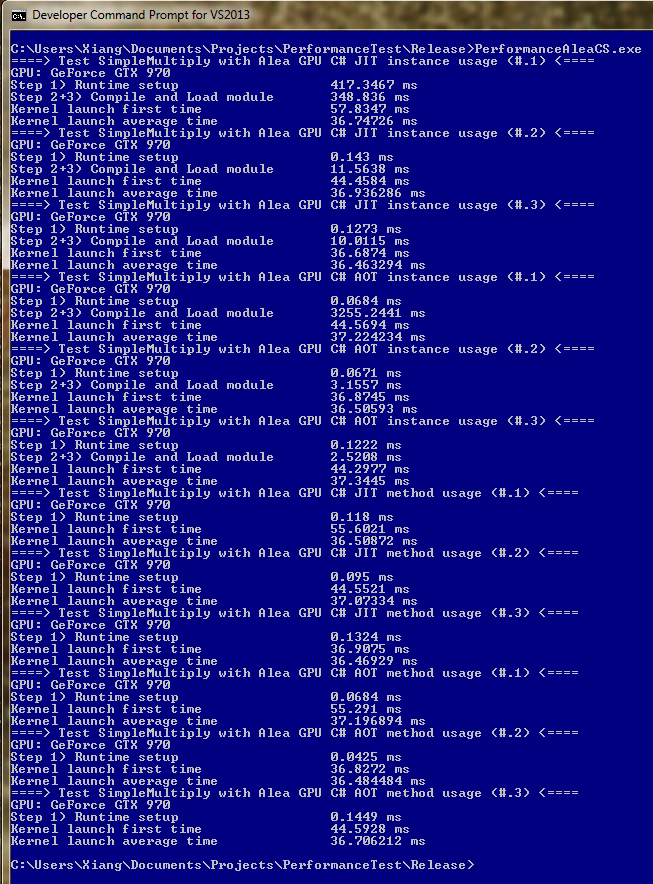 Developer Command Prompt for VS2013
C:\Users\Xiang\Documents\Projects\PerformanceTest\Release>PerformanceAleaCS.exe
====> Test SimpleMultiply with Alea GPU C# JIT instance usage (#.1) <====
GPU: GeForce GTX 970
Step 1) Runtime setup 417.3467 ms
Step 2+3) Compile and Load module 348.836 ms
Kernel launch first time 57.8347 ms
Kernel launch average time 36.74726 ms
====> Test SimpleMultiply with Alea GPU C# JIT instance usage (#.2) <====
GPU: GeForce GTX 970
Step 1) Runtime setup 0.143 ms
Step 2+3) Compile and Load module 11.5638 ms
Kernel launch first time 44.4584 ms
Kernel launch average time 36.936286 ms
====> Test SimpleMultiply with Alea GPU C# JIT instance usage (#.3) <====
GPU: GeForce GTX 970
Step 1) Runtime setup 0.1273 ms
Step 2+3) Compile and Load module 10.0115 ms
Kernel launch first time 36.6874 ms
Kernel launch average time 36.463294 ms
====> Test SimpleMultiply with Alea GPU C# AOT instance usage (#.1) <====
GPU: GeForce GTX 970
Step 1) Runtime setup 0.0684 ms
Step 2+3) Compile and Load module 3255.2441 ms
Kernel launch first time 44.5694 ms
Kernel launch average time 37.224234 ms
====> Test SimpleMultiply with Alea GPU C# AOT instance usage (#.2) <====
GPU: GeForce GTX 970
Step 1) Runtime setup 0.0671 ms
Step 2+3) Compile and Load module 3.1557 ms
Kernel launch first time 36.8745 ms
Kernel launch average time 36.50593 ms
====> Test SimpleMultiply with Alea GPU C# AOT instance usage (#.3) <====
GPU: GeForce GTX 970
Step 1) Runtime setup 0.1222 ms
Step 2+3) Compile and Load module 2.5208 ms
Kernel launch first time 44.2977 ms
Kernel launch average time 37.3445 ms
====> Test SimpleMultiply with Alea GPU C# JIT method usage (#.1) <====
GPU: GeForce GTX 970
Step 1) Runtime setup 0.118 ms
Kernel launch first time 55.6021 ms
Kernel launch average time 36.50872 ms
====> Test SimpleMultiply with Alea GPU C# JIT method usage (#.2) <====
GPU: GeForce GTX 970
Step 1) Runtime setup 0.095 ms
Kernel launch first time 44.5521 ms
Kernel launch average time 37.07334 ms
====> Test SimpleMultiply with Alea GPU C# JIT method usage (#.3) <====
GPU: GeForce GTX 970
Step 1) Runtime setup 0.1324 ms
Kernel launch first time 36.9075 ms
Kernel launch average time 36.46929 ms
====> Test SimpleMultiply with Alea GPU C# AOT method usage (#.1) <====
GPU: GeForce GTX 970
Step 1) Runtime setup 0.0684 ms
Kernel launch first time 55.291 ms
Kernel launch average time 37.196894 ms
====> Test SimpleMultiply with Alea GPU C# AOT method usage (#.2) <====
GPU: GeForce GTX 970
Step 1) Runtime setup 0.0425 ms
Kernel launch first time 36.8272 ms
Kernel launch average time 36.484484 ms
====> Test SimpleMultiply with Alea GPU C# AOT method usage (#.3) <====
GPU: GeForce GTX 970
Step 1) Runtime setup 0.1449 ms
Kernel launch first time 44.5928 ms
Kernel launch average time 36.706212 ms
C:\Users\Xiang\Documents\Projects\PerformanceTest\Release>